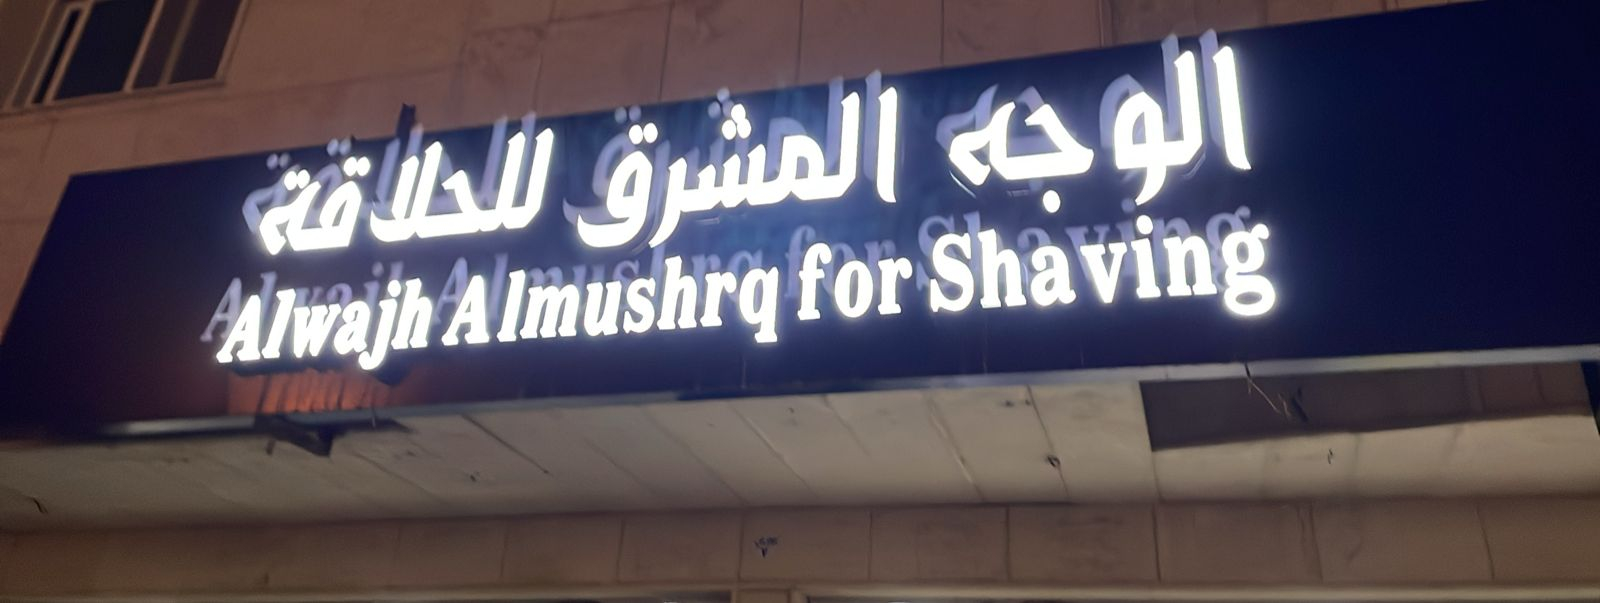 الوجه المشرق للحلاقة
Alwajh Almushrq for Shaving